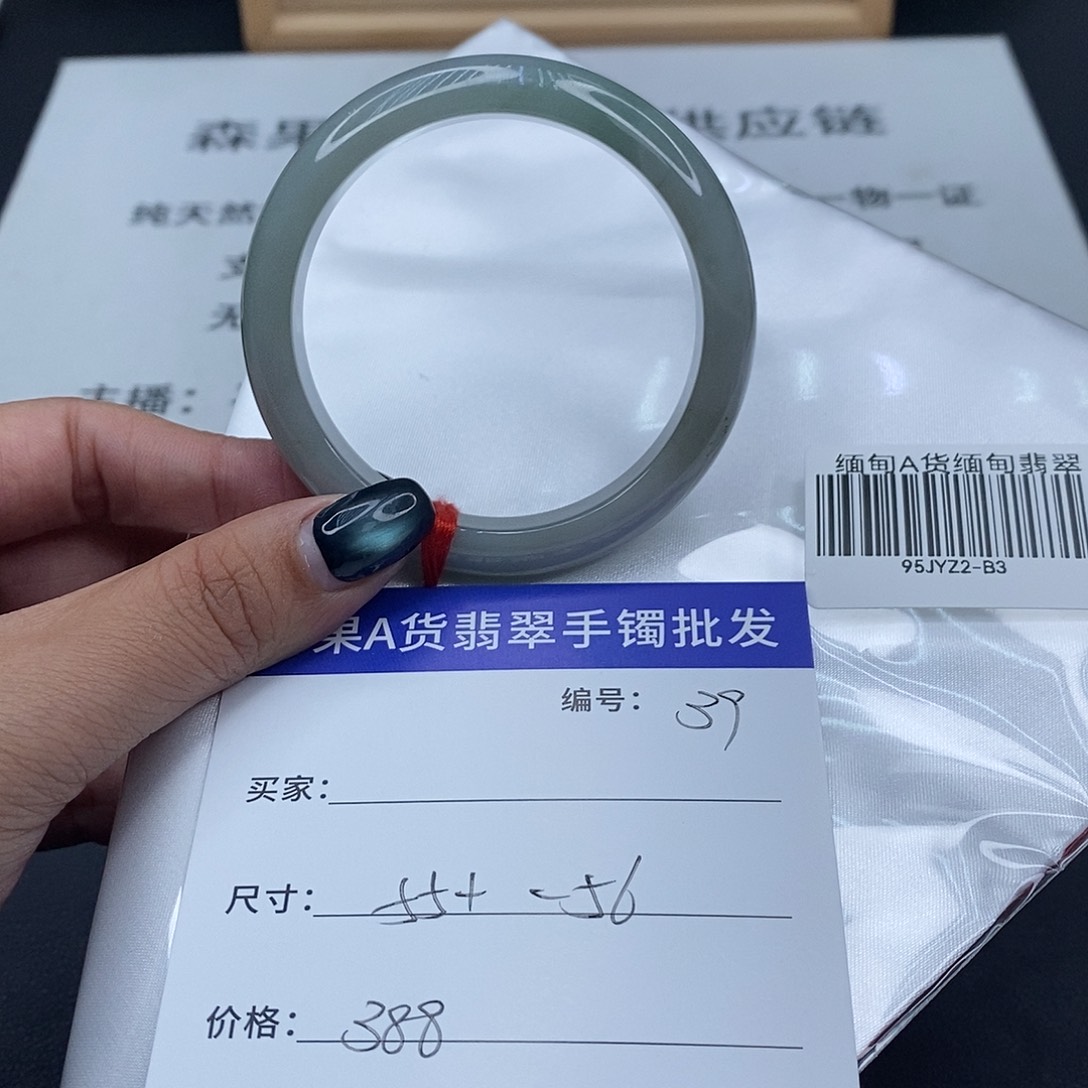 森果 供应链
纯天然 一物一证
主播：
缅甸A货缅甸翡翠
95JYZ2-B3
果A货翡翠手镯批发
编号： 39
买家：
尺寸： 55+ -56
价格： 388